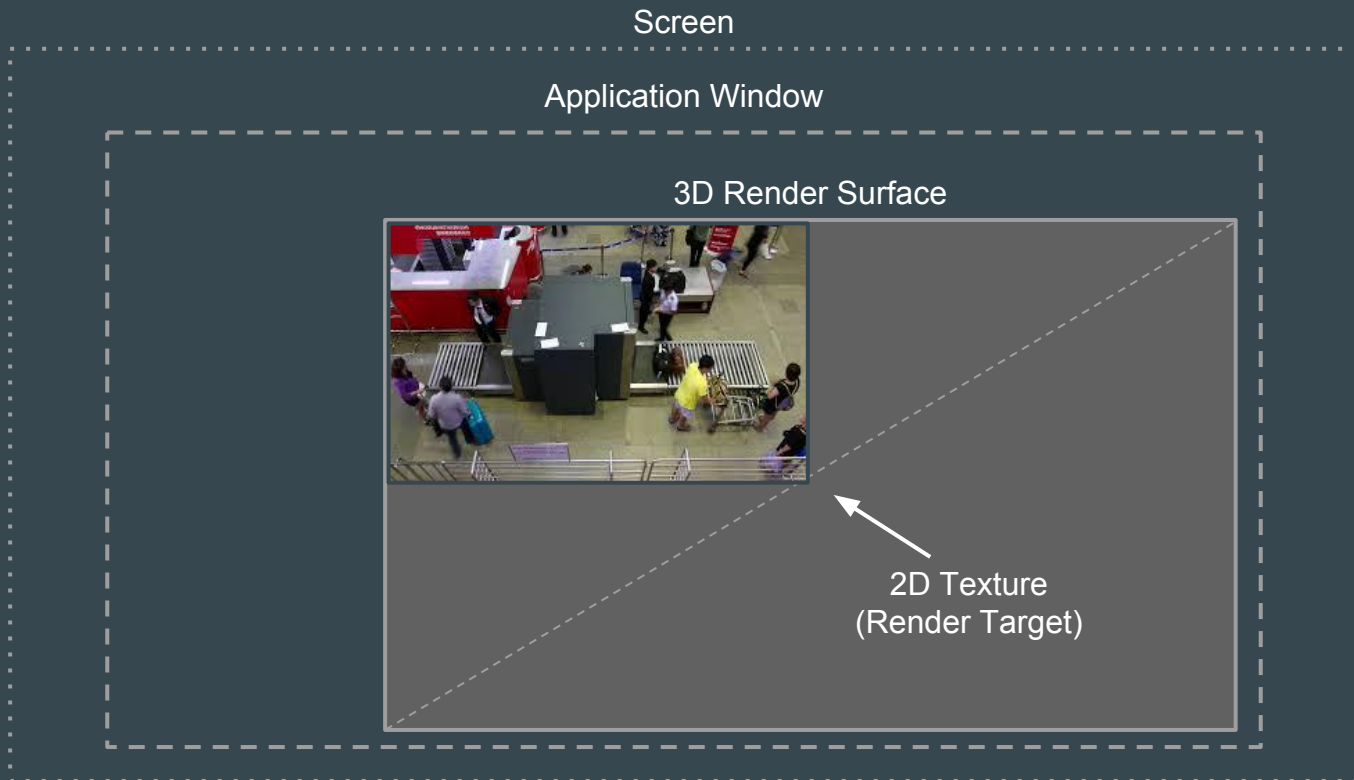 Screen
Application Window
3D Render Surface
2D Texture
(Render Target)